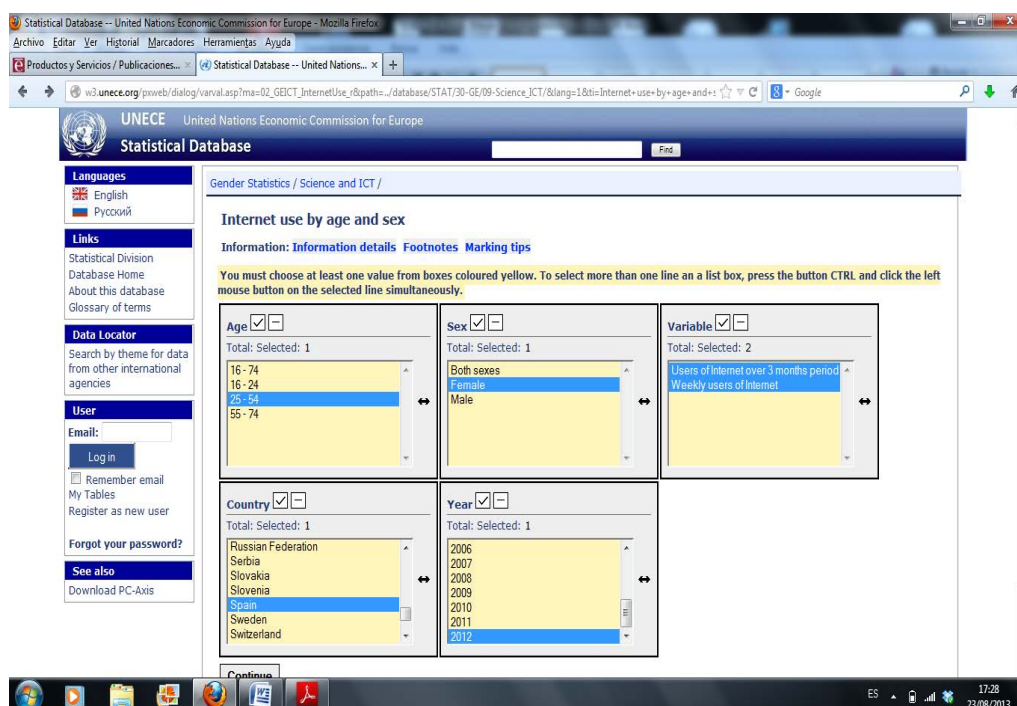 Statistical Database -- United Nations Economic Commission for Europe - Mozilla Firefox
Archivo Editar Ver Historial Marcadores Herramientas Ayuda
Productos y Servicios / Publicaciones... × Statistical Database -- United Nations... × +
w3.unece.org/pxweb/dialog/varval.asp?ma=02_GEICT_InternetUse_r&path=../database/STAT/30-GE/09-Science_ICT/&lang=1&ti=Internet+use+by+age+and+s Google
UNECE United Nations Economic Commission for Europe
Statistical Database
Find
Languages
English
Русский
Links
Statistical Division
Database Home
About this database
Glossary of terms
Data Locator
Search by theme for data
from other international
agencies
User
Email:
Log in
Remember email
My Tables
Register as new user
Forgot your password?
See also
Download PC-Axis
Gender Statistics / Science and ICT /
Internet use by age and sex
Information: Information details Footnotes Marking tips
You must choose at least one value from boxes coloured yellow. To select more than one line an a list box, press the button CTRL and click the left
mouse button on the selected line simultaneously.
Age
Total: Selected: 1
16 - 74
16 - 24
25 - 54
55 - 74
Sex
Total: Selected: 1
Both sexes
Female
Male
Variable
Total: Selected: 2
Users of Internet over 3 months period
Weekly users of Internet
Country
Total: Selected: 1
Russian Federation
Serbia
Slovakia
Slovenia
Spain
Sweden
Switzerland
Year
Total: Selected: 1
2006
2007
2008
2009
2010
2011
2012
Continue
ES
17:28
23/08/2013